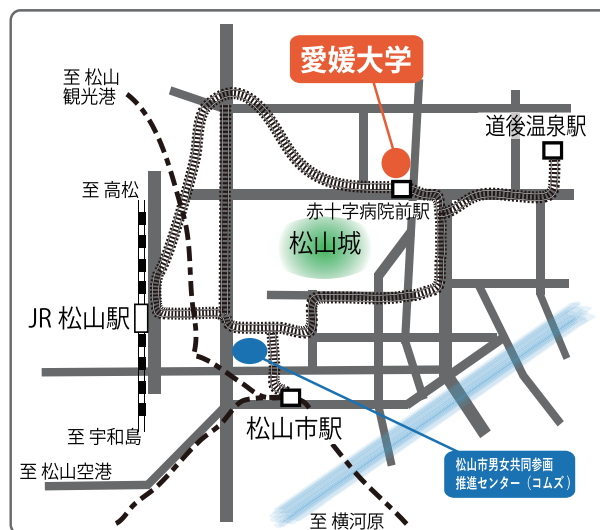 愛媛大学
至 松山
観光港
道後温泉駅
至 高松
赤十字病院前駅
松山城
JR 松山駅
松山市駅
至 宇和島
松山市男女共同参画
推進センター（コムズ）
至 松山空港
至 横河原